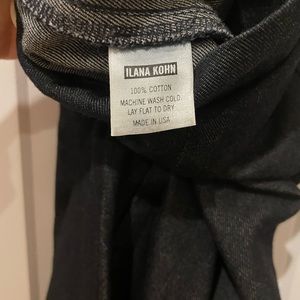 ILANA KOHN
100% COTTON
MACHINE WASH COLD
LAY FLAT TO DRY
MADE IN USA